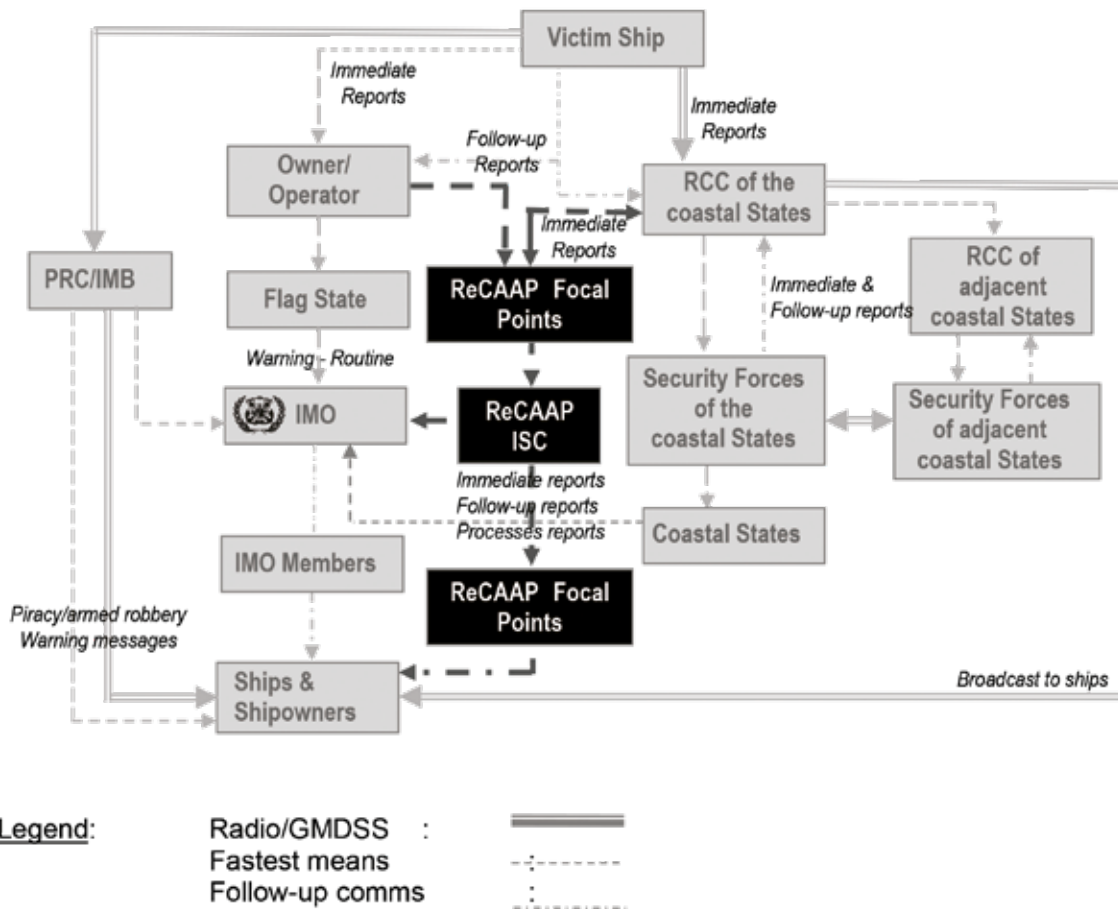 Victim Ship
Immediate
Reports
Immediate
Reports
Follow-up
Reports
Owner/
Operator
RCC of the
coastal States
Immediate
Reports
PRC/IMB
Flag State
ReCAAP Focal
Points
Immediate &
Follow-up reports
RCC of
adjacent
coastal States
Warning - Routine
IMO
ReCAAP
ISC
Security Forces
of the
coastal States
Security Forces
of adjacent
coastal States
Immediate reports
Follow-up reports
Processes reports
Coastal States
IMO Members
ReCAAP Focal
Points
Piracy/armed robbery
Warning messages
Ships &
Shipowners
Broadcast to ships
Legend:
Radio/GMDSS :
Fastest means :
Follow-up comms :